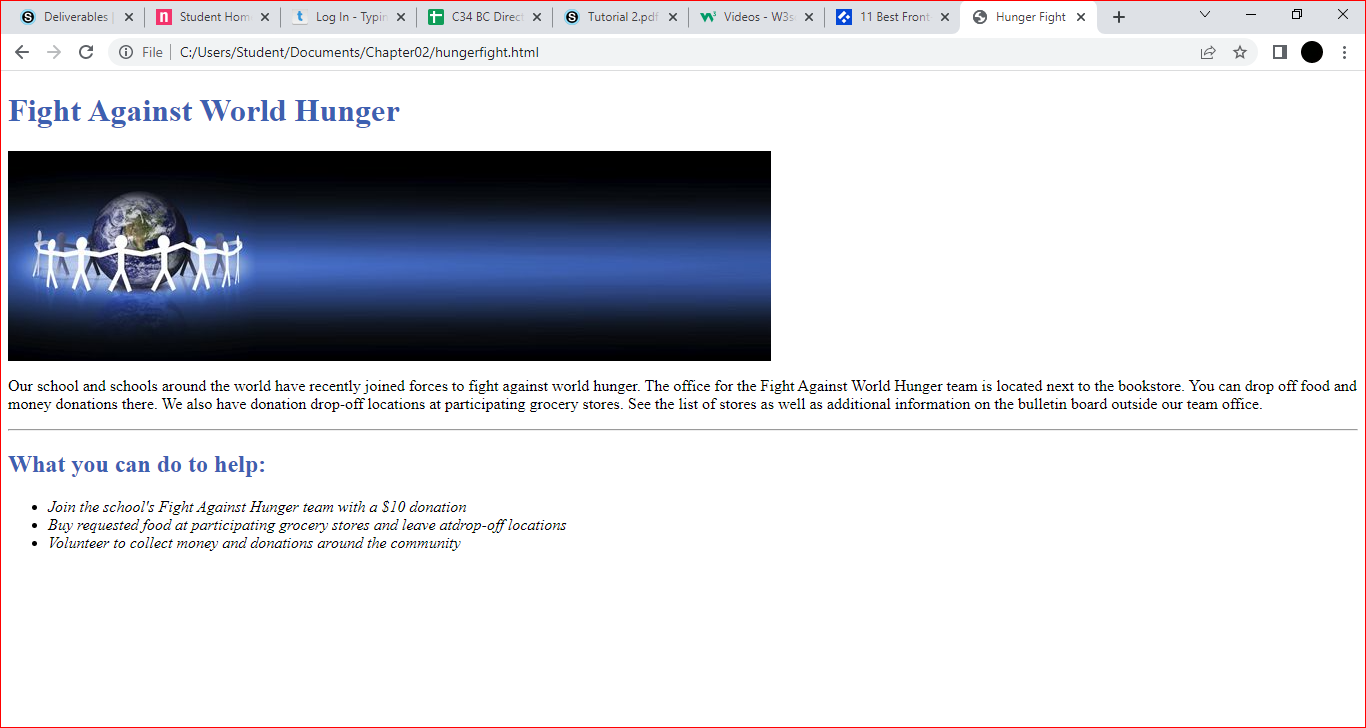 Deliverables | Student Hom Log In - Typin C34 BC Direct Tutorial 2.pdf Videos - W3s 11 Best Front Hunger Fight
File C:/Users/Student/Documents/Chapter02/hungerfight.html
Fight Against World Hunger
Our school and schools around the world have recently joined forces to fight against world hunger. The office for the Fight Against World Hunger team is located next to the bookstore. You can drop off food and
money donations there. We also have donation drop-off locations at participating grocery stores. See the list of stores as well as additional information on the bulletin board outside our team office.
What you can do to help:
• Join the school's Fight Against Hunger team with a $10 donation
• Buy requested food at participating grocery stores and leave atdrop-off locations
• Volunteer to collect money and donations around the community